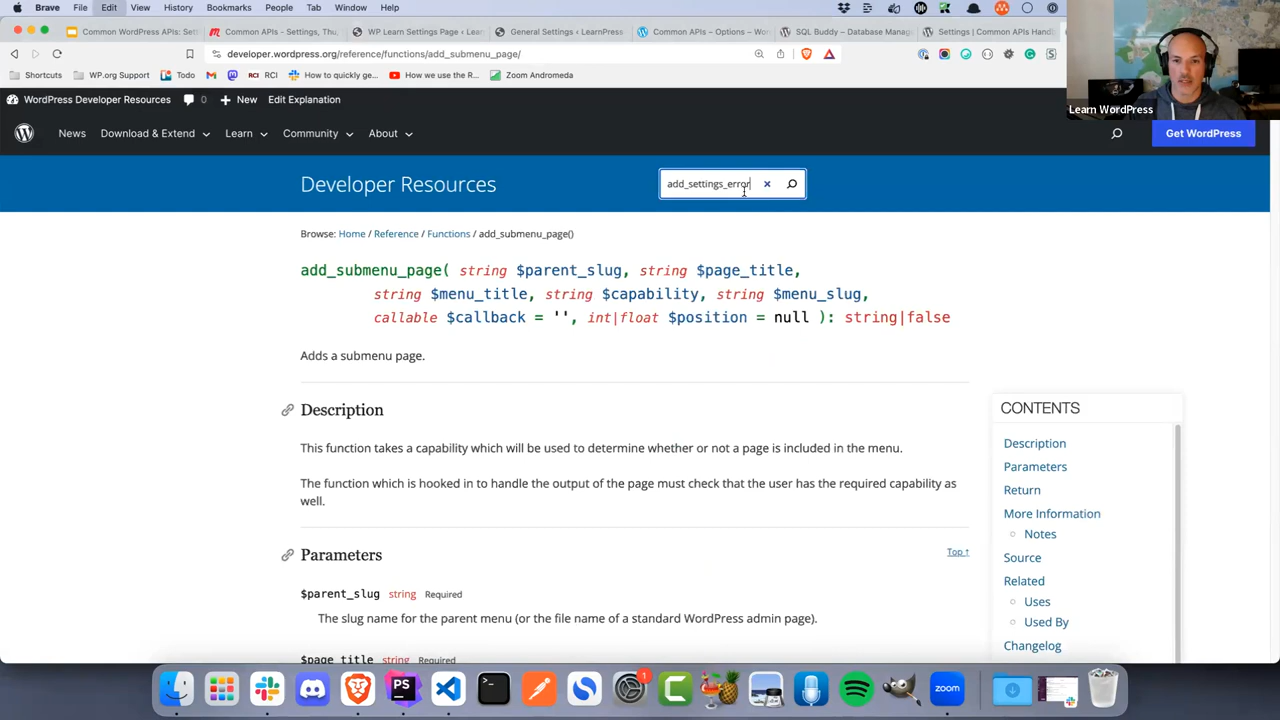 Brave File Edit View History Bookmarks People Tab Window Help
Common WordPress APIs: Set
Common APIs - Settings, Thu
WP Learn Settings Page ‹ Lea
General Settings ‹ LearnPress
Common APIs – Options – Wo
SQL Buddy – Database Manag
Settings | Common APIs Handb
developer.wordpress.org/reference/functions/add_submenu_page/
Shortcuts WP.org Support Todo RCI RCI How to quickly ge... How we use the R... Zoom Andromeda
WordPress Developer Resources 0 New Edit Explanation
Learn WordPress
News Download & Extend Learn Community About Get WordPress
Developer Resources
add_settings_error
Browse: Home / Reference / Functions / add_submenu_page()
add_submenu_page( string $parent_slug, string $page_title,
string $menu_title, string $capability, string $menu_slug,
callable $callback = '', int|float $position = null ): string|false
Adds a submenu page.
Description
This function takes a capability which will be used to determine whether or not a page is included in the menu.
The function which is hooked in to handle the output of the page must check that the user has the required capability as
well.
Parameters
Top ↑
$parent_slug string Required
The slug name for the parent menu (or the file name of a standard WordPress admin page).
$page_title string Required
CONTENTS
Description
Parameters
Return
More Information
Notes
Source
Related
Uses
Used By
Changelog
PS
1
zoom